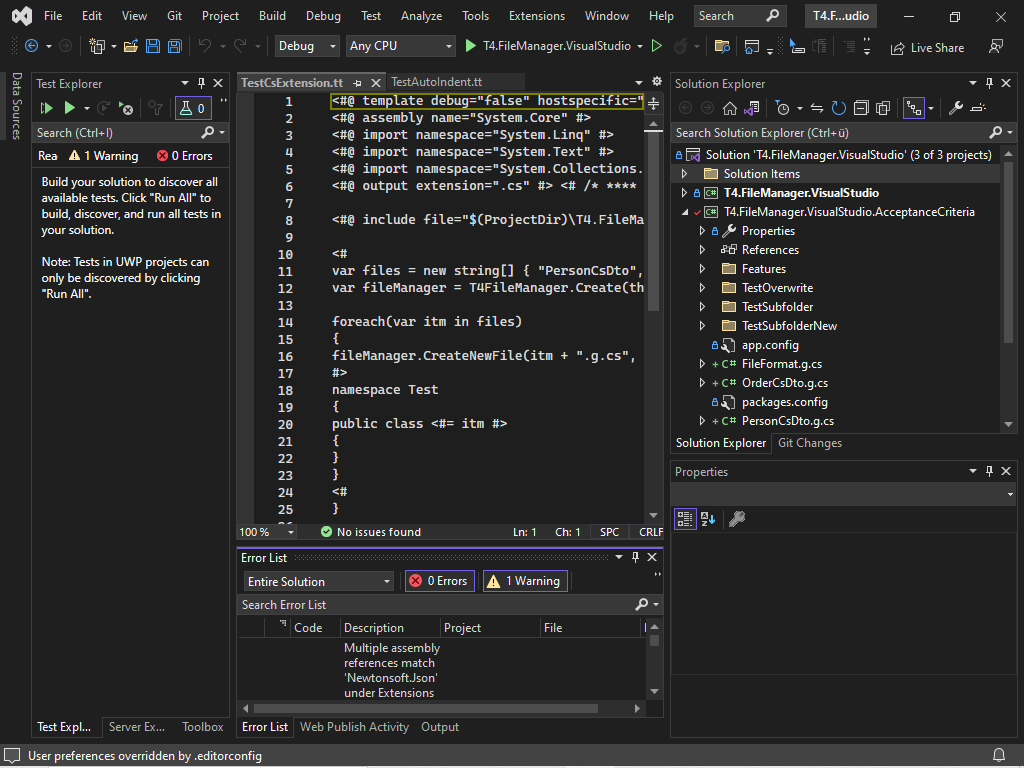 File Edit View Git Project Build Debug Test Analyze Tools Extensions Window Help Search T4.F...udio
Debug Any CPU T4.FileManager.VisualStudio Live Share
Data Sources
Test Explorer
0
Search (Ctrl+I)
Rea 1 Warning 0 Errors
Build your solution to discover all
available tests. Click "Run All" to
build, discover, and run all tests in
your solution.
Note: Tests in UWP projects can
only be discovered by clicking
"Run All".
Test Expl... Server Ex... Toolbox
TestCsExtension.tt TestAutoIndent.tt
1 <#@ template debug="false" hostspecific="
2 <#@ assembly name="System.Core" #>
3 <#@ import namespace="System.Linq" #>
4 <#@ import namespace="System.Text" #>
5 <#@ import namespace="System.Collections.
6 <#@ output extension=".cs" #> <# /* ****
7
8 <#@ include file="$(ProjectDir)\T4.FileMa
9
10 <#
11 var files = new string[] { "PersonCsDto",
12 var fileManager = T4FileManager.Create(th
13
14 foreach(var itm in files)
15 {
16 fileManager.CreateNewFile(itm + ".g.cs",
17 #>
18 namespace Test
19 {
20 public class <#= itm #>
21 {
22 }
23 }
24 <#
25 }
100 % No issues found Ln: 1 Ch: 1 SPC CRLF
Error List
Entire Solution 0 Errors 1 Warning
Search Error List
Code Description Project File
Multiple assembly
references match
'Newtonsoft.Json'
under Extensions
Error List Web Publish Activity Output
Solution Explorer
Search Solution Explorer (Ctrl+ü)
Solution 'T4.FileManager.VisualStudio' (3 of 3 projects)
Solution Items
C# T4.FileManager.VisualStudio
C# T4.FileManager.VisualStudio.AcceptanceCriteria
Properties
References
Features
TestOverwrite
TestSubfolder
TestSubfolderNew
app.config
+ C# FileFormat.g.cs
+ C# OrderCsDto.g.cs
packages.config
+ C# PersonCsDto.g.cs
Solution Explorer Git Changes
Properties
User preferences overridden by .editorconfig